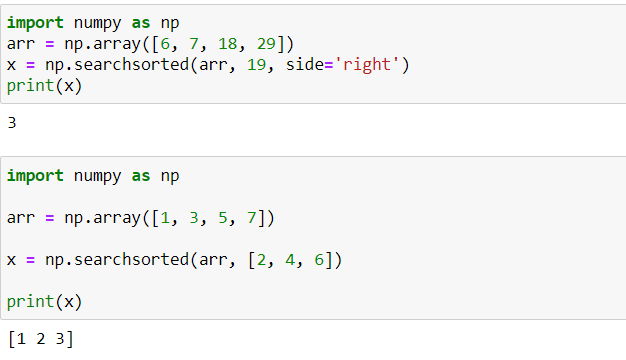 import numpy as np
arr = np.array([6, 7, 18, 29])
x = np.searchsorted(arr, 19, side='right')
print(x)
3
import numpy as np
arr = np.array([1, 3, 5, 7])
x = np.searchsorted(arr, [2, 4, 6])
print(x)
[1 2 3]